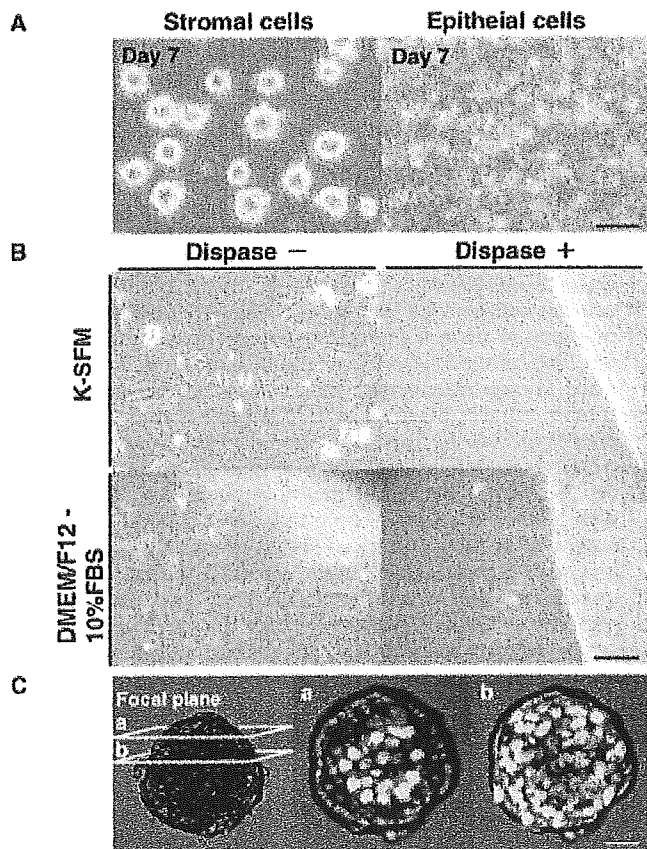 A
Stromal cells Epitheial cells
Day 7 Day 7
B
Dispase − Dispase +
K-SFM
DMEM/F12 -
10%FBS
C
Focal plane
a
b
a b